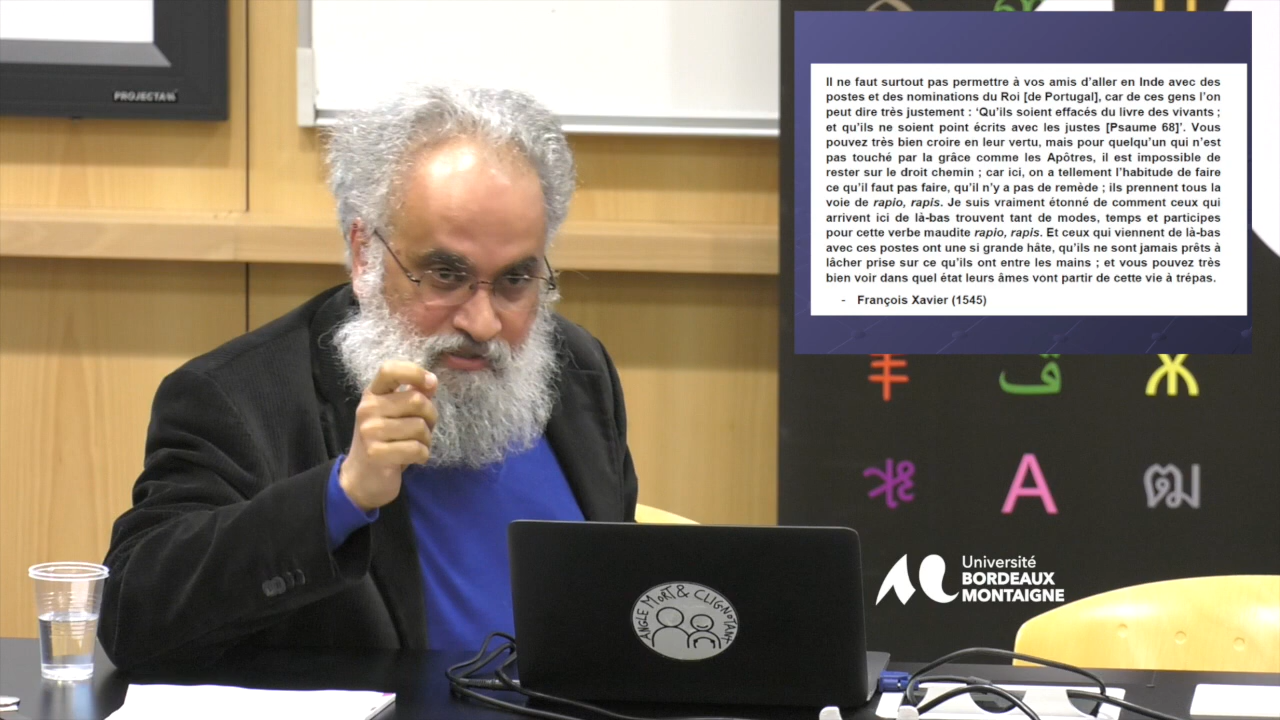 PROJECTA
Il ne faut surtout pas permettre à vos amis d'aller en Inde avec des
postes et des nominations du Roi [de Portugal], car de ces gens l'on
peut dire très justement : 'Qu'ils soient effacés du livre des vivants ;
et qu'ils ne soient point écrits avec les justes [Psaume 68]'. Vous
pouvez très bien croire en leur vertu, mais pour quelqu'un qui n'est
pas touché par la grâce comme les Apôtres, il est impossible de
rester sur le droit chemin ; car ici, on a tellement l'habitude de faire
ce qu'il faut pas faire, qu'il n'y a pas de remède ; ils prennent tous la
voie de rapio, rapis. Je suis vraiment étonné de comment ceux qui
arrivent ici de là-bas trouvent tant de modes, temps et participes
pour cette verbe maudite rapio, rapis. Et ceux qui viennent de là-bas
avec ces postes ont une si grande hâte, qu'ils ne sont jamais prêts à
lâcher prise sur ce qu'ils ont entre les mains ; et vous pouvez très
bien voir dans quel état leurs âmes vont partir de cette vie à trépas.
- François Xavier (1545)
A
Université
BORDEAUX
MONTAIGNE
ANGLE MORT & CLIGNOTANT